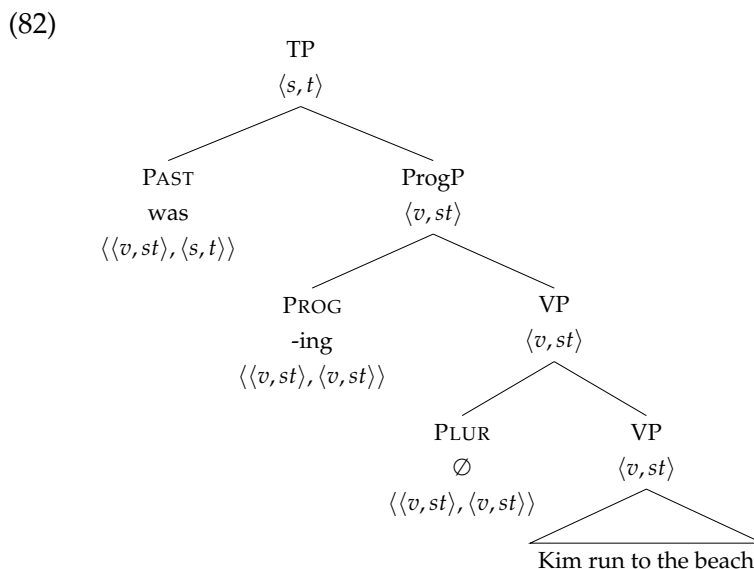 (82)
TP
⟨s, t⟩
PAST ProgP
was ⟨v, st⟩
⟨⟨v, st⟩, ⟨s, t⟩⟩
PROG VP
-ing ⟨v, st⟩
⟨⟨v, st⟩, ⟨v, st⟩⟩
PLUR VP
∅ ⟨v, st⟩
⟨⟨v, st⟩, ⟨v, st⟩⟩
Kim run to the beach